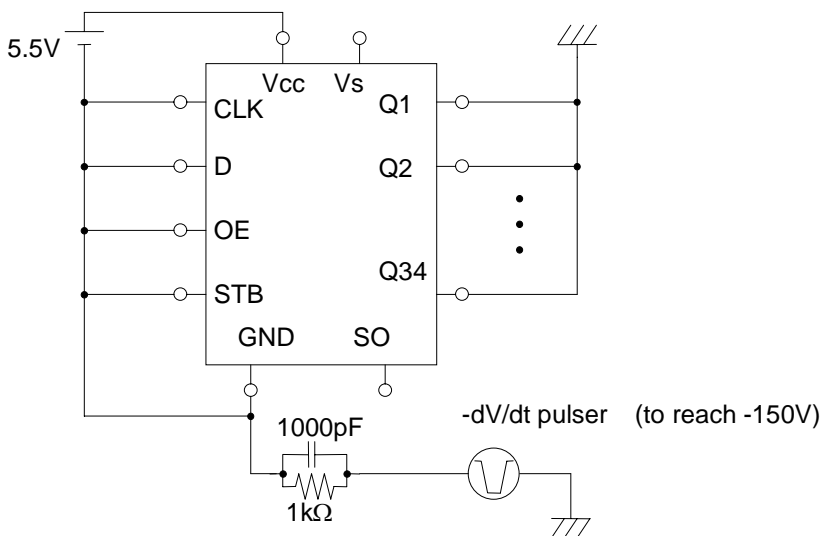 5.5V
Vcc Vs
CLK Q1
D Q2
OE
Q34
STB
GND SO
-dV/dt pulser (to reach -150V)
1000pF
1kΩ